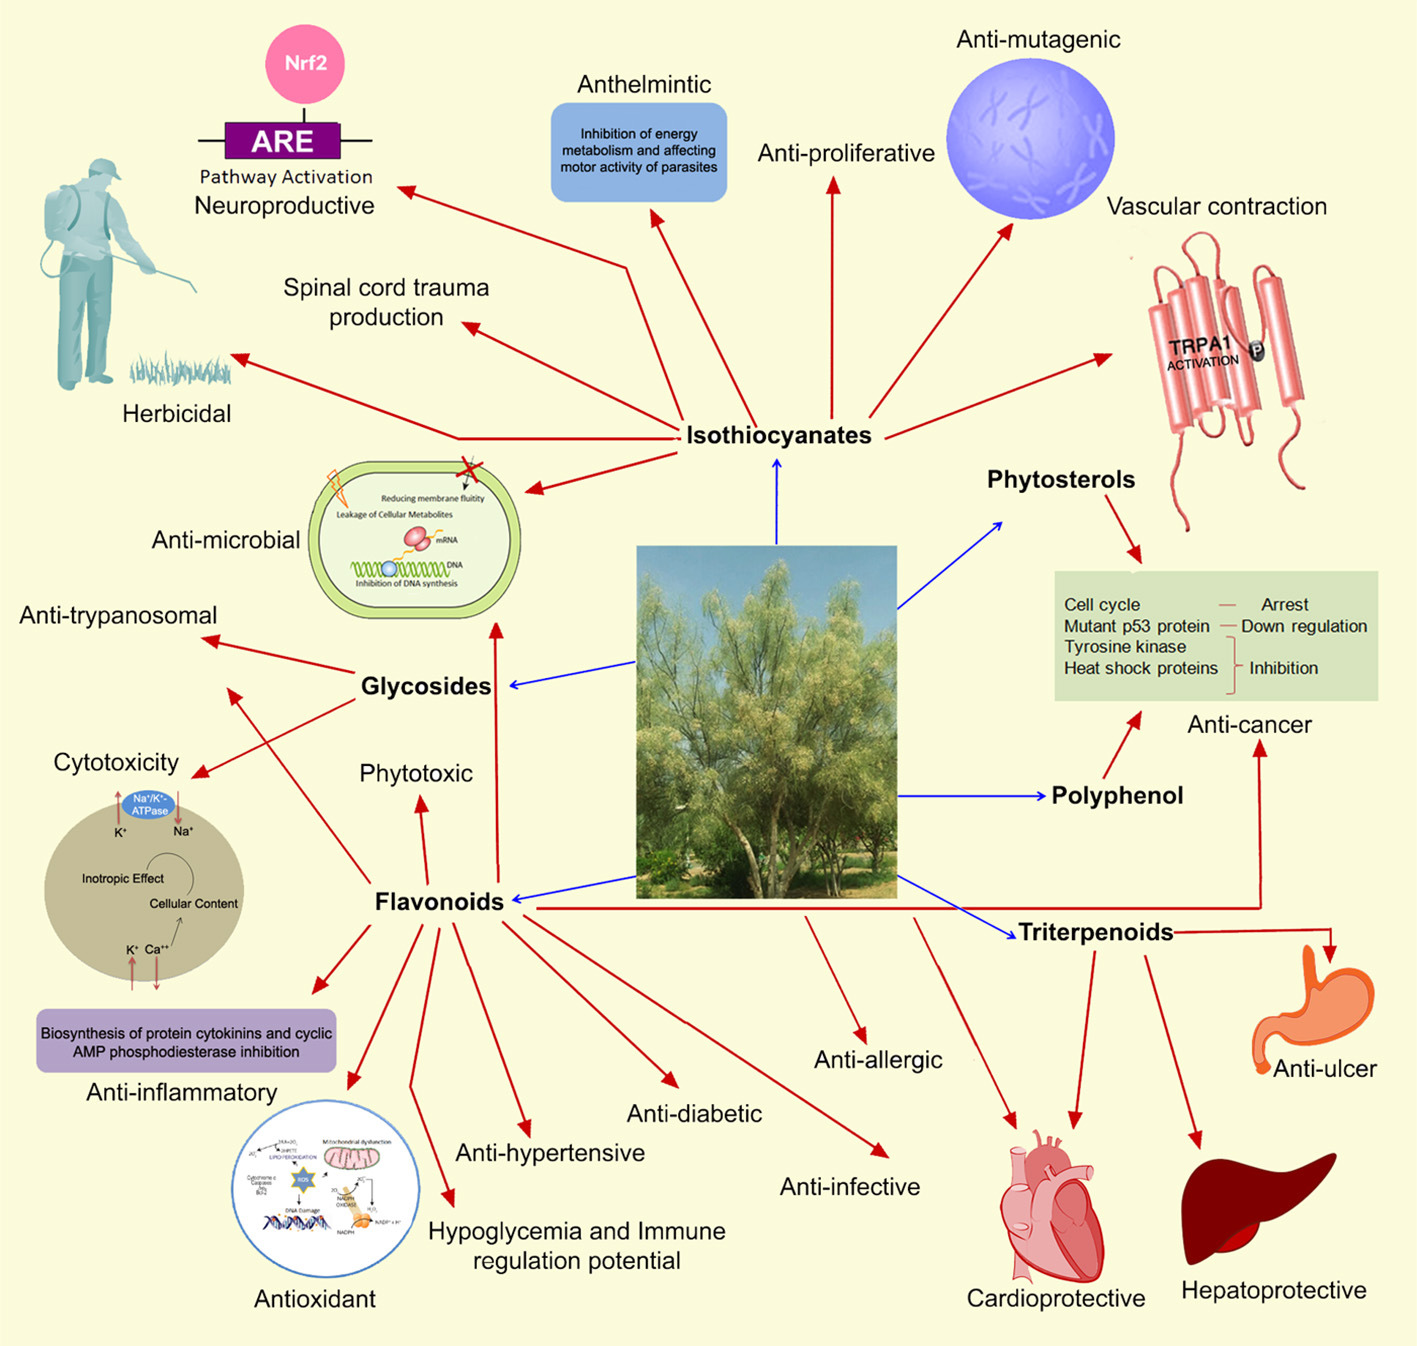 Nrf2
ARE
Pathway Activation
Neuroproductive
Anthelmintic
Inhibition of energy
metabolism and affecting
motor activity of parasites
Anti-proliferative
Anti-mutagenic
Vascular contraction
TRPA1
ACTIVATION
P
Spinal cord trauma
production
Herbicidal
Isothiocyanates
Phytosterols
Anti-microbial
Reducing membrane fluitity
Leakage of Cellular Metabolites
mRNA
DNA
Inhibition of DNA synthesis
Cell cycle — Arrest
Mutant p53 protein — Down regulation
Tyrosine kinase
Heat shock proteins Inhibition
Anti-cancer
Anti-trypanosomal
Glycosides
Cytotoxicity
Na⁺/K⁺-
ATPase
K⁺ Na⁺
Inotropic Effect
Cellular Content
K⁺ Ca⁺⁺
Phytotoxic
Polyphenol
Flavonoids
Triterpenoids
Biosynthesis of protein cytokinins and cyclic
AMP phosphodiesterase inhibition
Anti-inflammatory
Anti-allergic
Anti-ulcer
Anti-diabetic
Anti-hypertensive
Anti-infective
Mitochondrial dysfunction
LIPID PEROXIDATION
ROS
DNA Damage
NADPH
OXIDASE
H₂O₂
NADPH
NADP⁺ + H⁺
Antioxidant
Hypoglycemia and Immune
regulation potential
Cardioprotective
Hepatoprotective